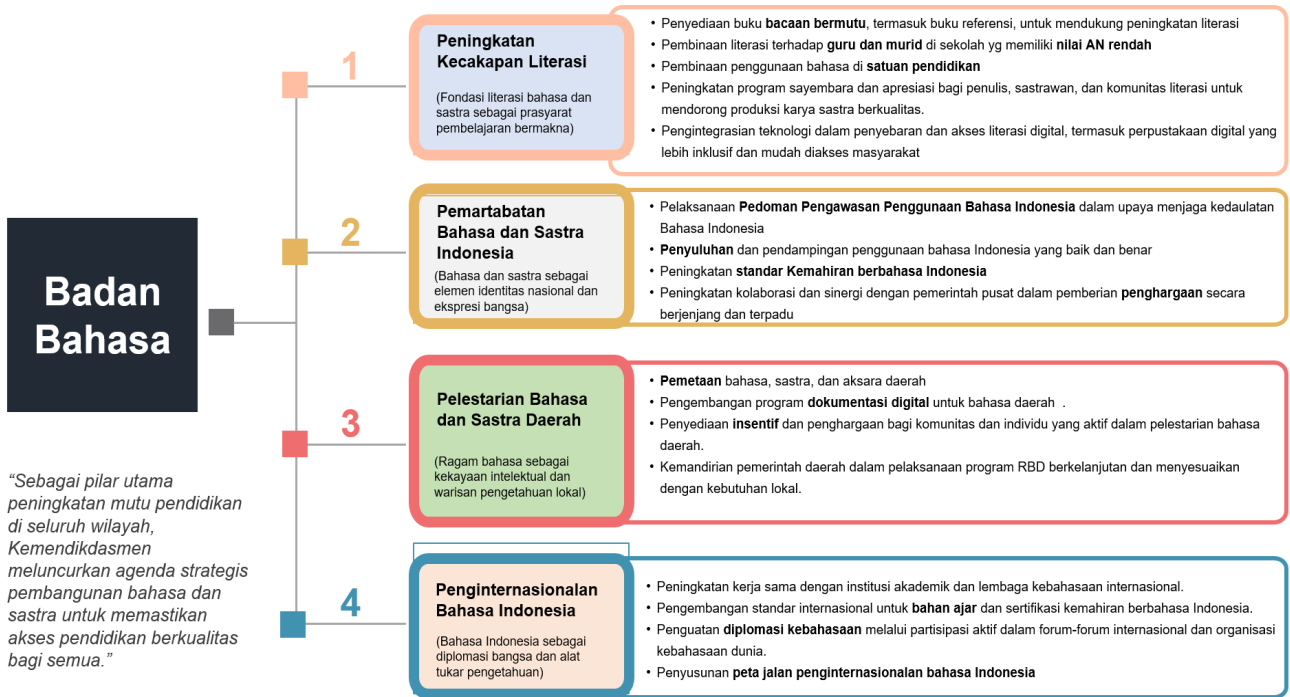 Badan
Bahasa
“Sebagai pilar utama
peningkatan mutu pendidikan
di seluruh wilayah,
Kemendikdasmen
meluncurkan agenda strategis
pembangunan bahasa dan
sastra untuk memastikan
akses pendidikan berkualitas
bagi semua.”
1
Peningkatan
Kecakapan Literasi
(Fondasi literasi bahasa dan
sastra sebagai prasyarat
pembelajaran bermakna)
• Penyediaan buku bacaan bermutu, termasuk buku referensi, untuk mendukung peningkatan literasi
• Pembinaan literasi terhadap guru dan murid di sekolah yg memiliki nilai AN rendah
• Pembinaan penggunaan bahasa di satuan pendidikan
• Peningkatan program sayembara dan apresiasi bagi penulis, sastrawan, dan komunitas literasi untuk
mendorong produksi karya sastra berkualitas.
• Pengintegrasian teknologi dalam penyebaran dan akses literasi digital, termasuk perpustakaan digital yang
lebih inklusif dan mudah diakses masyarakat
2
Pemartabatan
Bahasa dan Sastra
Indonesia
(Bahasa dan sastra sebagai
elemen identitas nasional dan
ekspresi bangsa)
• Pelaksanaan Pedoman Pengawasan Penggunaan Bahasa Indonesia dalam upaya menjaga kedaulatan
Bahasa Indonesia
• Penyuluhan dan pendampingan penggunaan bahasa Indonesia yang baik dan benar
• Peningkatan standar Kemahiran berbahasa Indonesia
• Peningkatan kolaborasi dan sinergi dengan pemerintah pusat dalam pemberian penghargaan secara
berjenjang dan terpadu
3
Pelestarian Bahasa
dan Sastra Daerah
(Ragam bahasa sebagai
kekayaan intelektual dan
warisan pengetahuan lokal)
• Pemetaan bahasa, sastra, dan aksara daerah
• Pengembangan program dokumentasi digital untuk bahasa daerah .
• Penyediaan insentif dan penghargaan bagi komunitas dan individu yang aktif dalam pelestarian bahasa
daerah.
• Kemandirian pemerintah daerah dalam pelaksanaan program RBD berkelanjutan dan menyesuaikan
dengan kebutuhan lokal.
4
Penginternasionalan
Bahasa Indonesia
(Bahasa Indonesia sebagai
diplomasi bangsa dan alat
tukar pengetahuan)
• Peningkatan kerja sama dengan institusi akademik dan lembaga kebahasaan internasional.
• Pengembangan standar internasional untuk bahan ajar dan sertifikasi kemahiran berbahasa Indonesia.
• Penguatan diplomasi kebahasaan melalui partisipasi aktif dalam forum-forum internasional dan organisasi
kebahasaan dunia.
• Penyusunan peta jalan penginternasionalan bahasa Indonesia